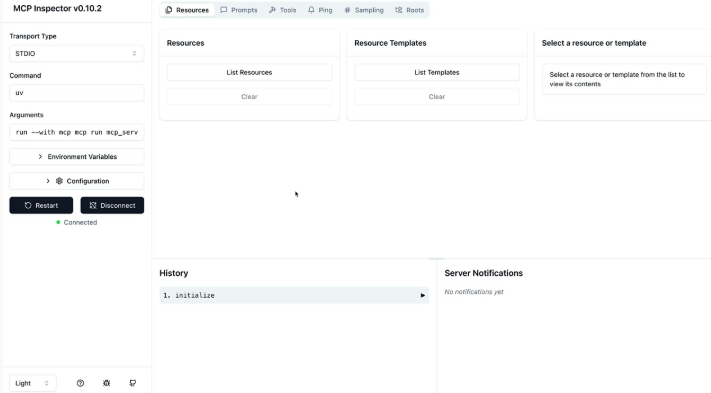 MCP Inspector v0.10.2
Resources Prompts Tools Ping # Sampling Roots
Transport Type
STDIO
Command
uv
Arguments
run --with mcp mcp run mcp_serv
Environment Variables
Configuration
Restart Disconnect
Connected
Resources
List Resources
Clear
Resource Templates
List Templates
Clear
Select a resource or template
Select a resource or template from the list to
view its contents
History
1. initialize
Server Notifications
No notifications yet
Light